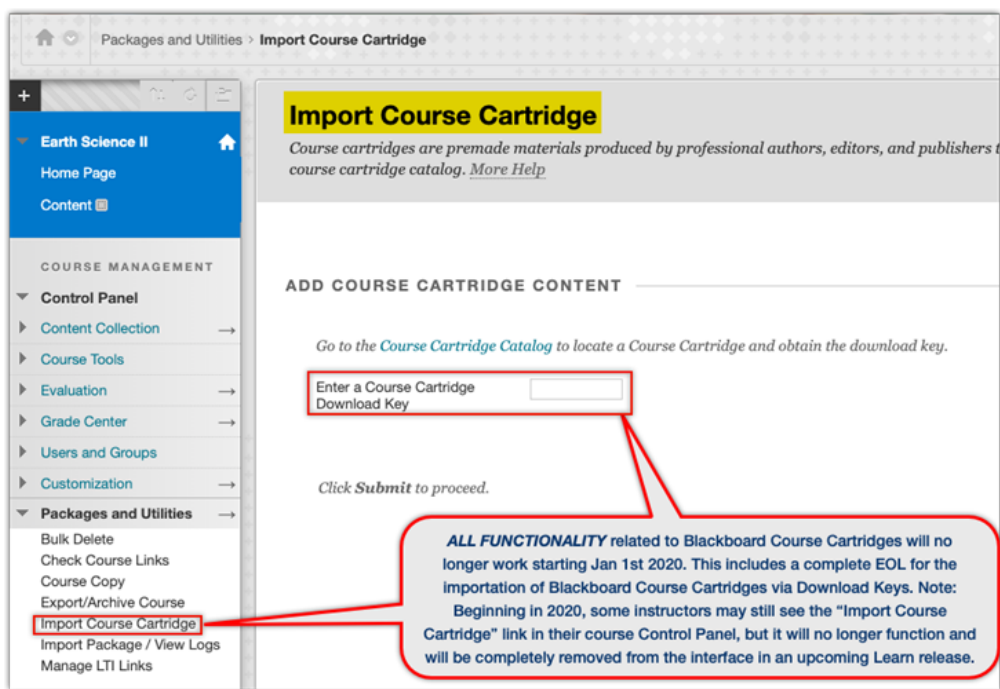 Packages and Utilities > Import Course Cartridge
Earth Science II
Home Page
Content
COURSE MANAGEMENT
Control Panel
Content Collection
Course Tools
Evaluation
Grade Center
Users and Groups
Customization
Packages and Utilities
Bulk Delete
Check Course Links
Course Copy
Export/Archive Course
Import Course Cartridge
Import Package / View Logs
Manage LTI Links
Import Course Cartridge
Course cartridges are premade materials produced by professional authors, editors, and publishers t
course cartridge catalog. More Help
ADD COURSE CARTRIDGE CONTENT
Go to the Course Cartridge Catalog to locate a Course Cartridge and obtain the download key.
Enter a Course Cartridge
Download Key
Click Submit to proceed.
ALL FUNCTIONALITY related to Blackboard Course Cartridges will no
longer work starting Jan 1st 2020. This includes a complete EOL for the
importation of Blackboard Course Cartridges via Download Keys. Note:
Beginning in 2020, some instructors may still see the “Import Course
Cartridge” link in their course Control Panel, but it will no longer function and
will be completely removed from the interface in an upcoming Learn release.